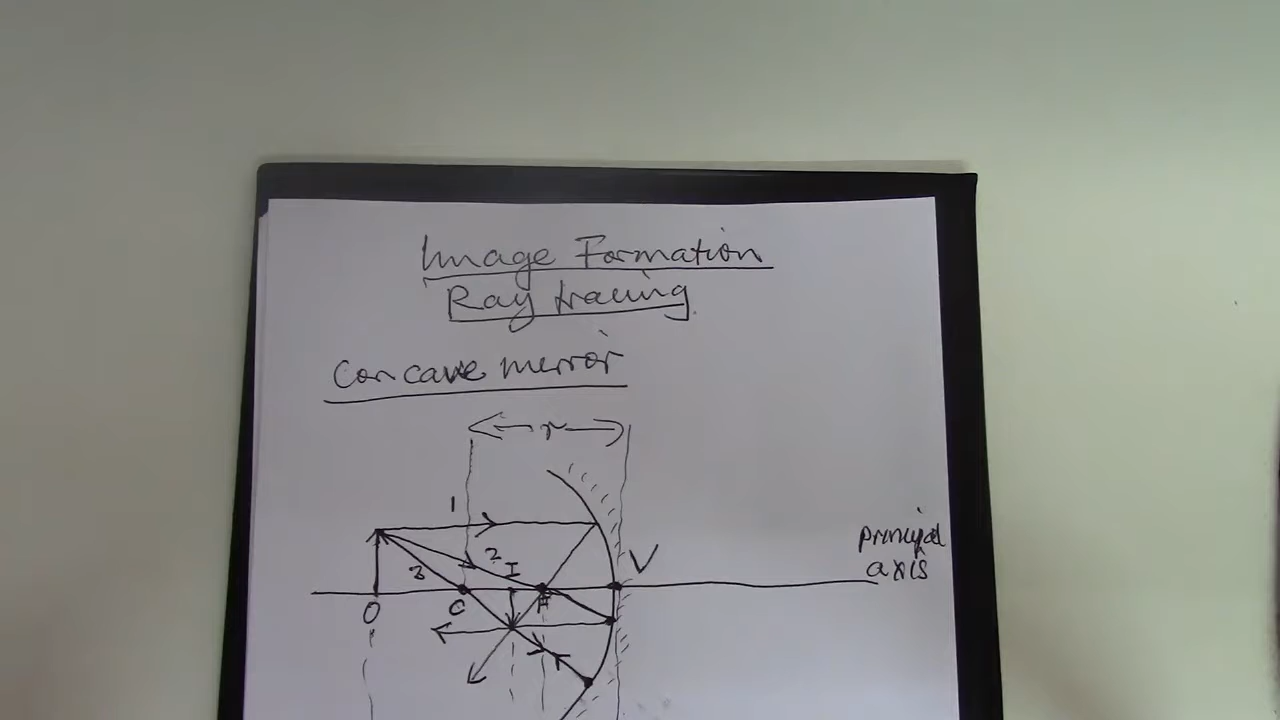 Image Formation
Ray tracing
Concave mirror
r
1
principal
axis
2
3
I
V
O
C
F